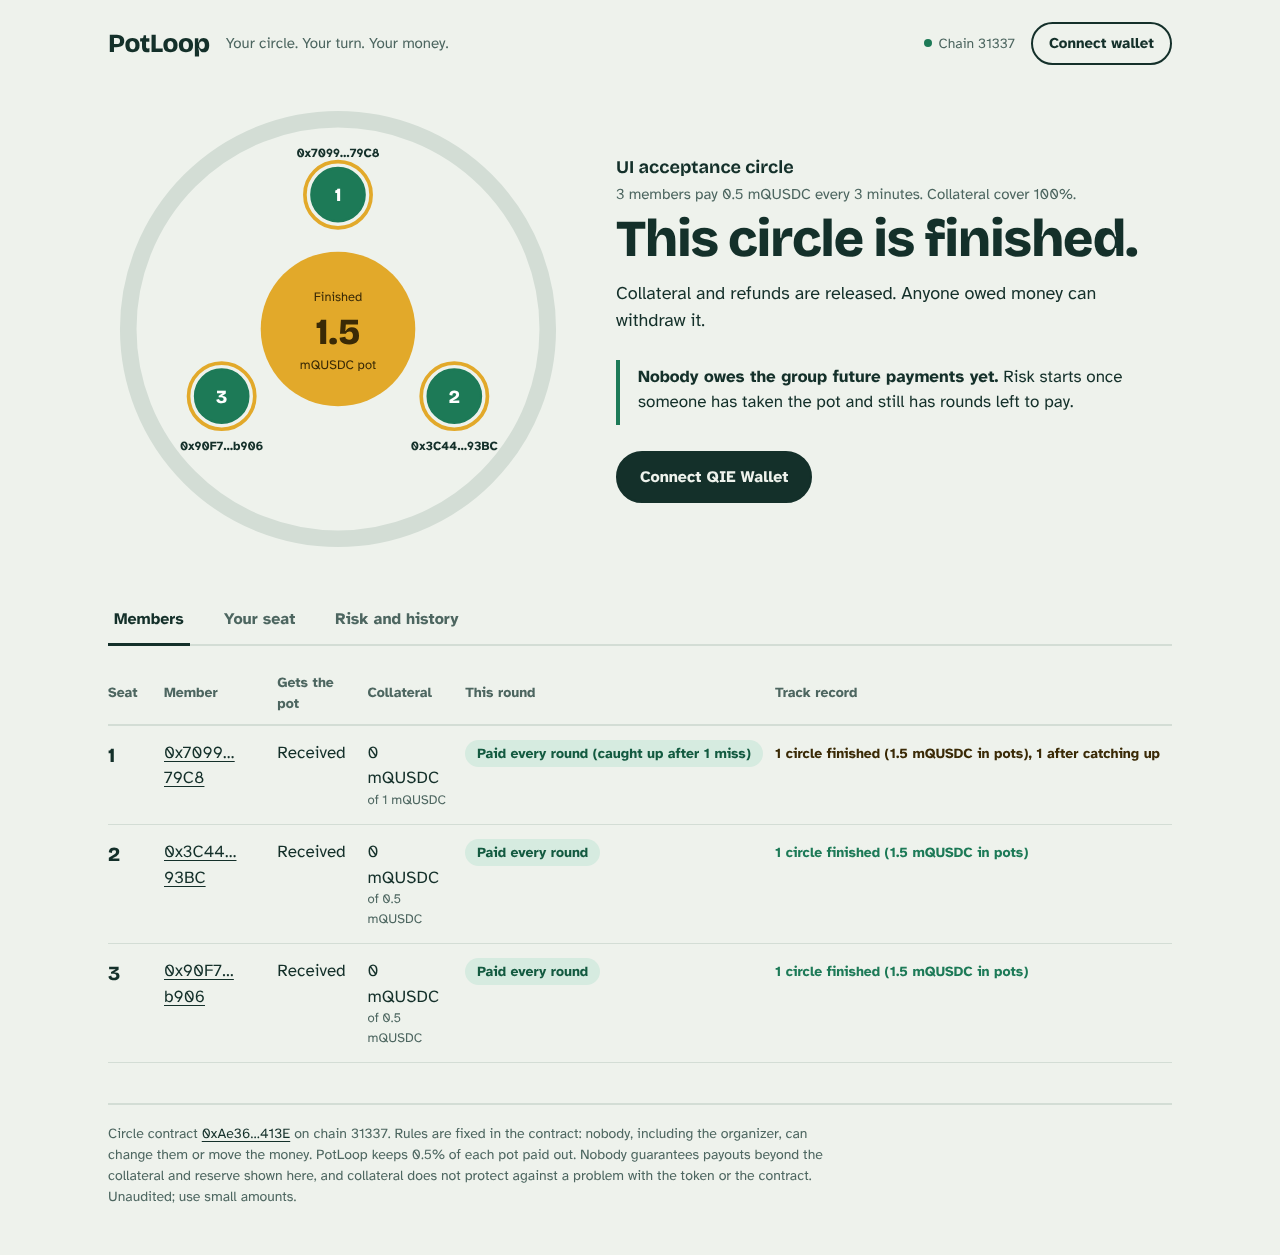 PotLoop
Your circle. Your turn. Your money.
Chain 31337
Connect wallet
0x7099…79C8
1
Finished
1.5
mQUSDC pot
3
2
0x90F7…b906
0x3C44…93BC
UI acceptance circle
3 members pay 0.5 mQUSDC every 3 minutes. Collateral cover 100%.
This circle is finished.
Collateral and refunds are released. Anyone owed money can
withdraw it.
Nobody owes the group future payments yet. Risk starts once
someone has taken the pot and still has rounds left to pay.
Connect QIE Wallet
Members
Your seat
Risk and history
Seat
Member
Gets the
pot
Collateral
This round
Track record
1
0x7099…
79C8
Received
0
mQUSDC
of 1 mQUSDC
Paid every round (caught up after 1 miss)
1 circle finished (1.5 mQUSDC in pots), 1 after catching up
2
0x3C44…
93BC
Received
0
mQUSDC
of 0.5
mQUSDC
Paid every round
1 circle finished (1.5 mQUSDC in pots)
3
0x90F7…
b906
Received
0
mQUSDC
of 0.5
mQUSDC
Paid every round
1 circle finished (1.5 mQUSDC in pots)
Circle contract 0xAe36…413E on chain 31337. Rules are fixed in the contract: nobody, including the organizer, can
change them or move the money. PotLoop keeps 0.5% of each pot paid out. Nobody guarantees payouts beyond the
collateral and reserve shown here, and collateral does not protect against a problem with the token or the contract.
Unaudited; use small amounts.